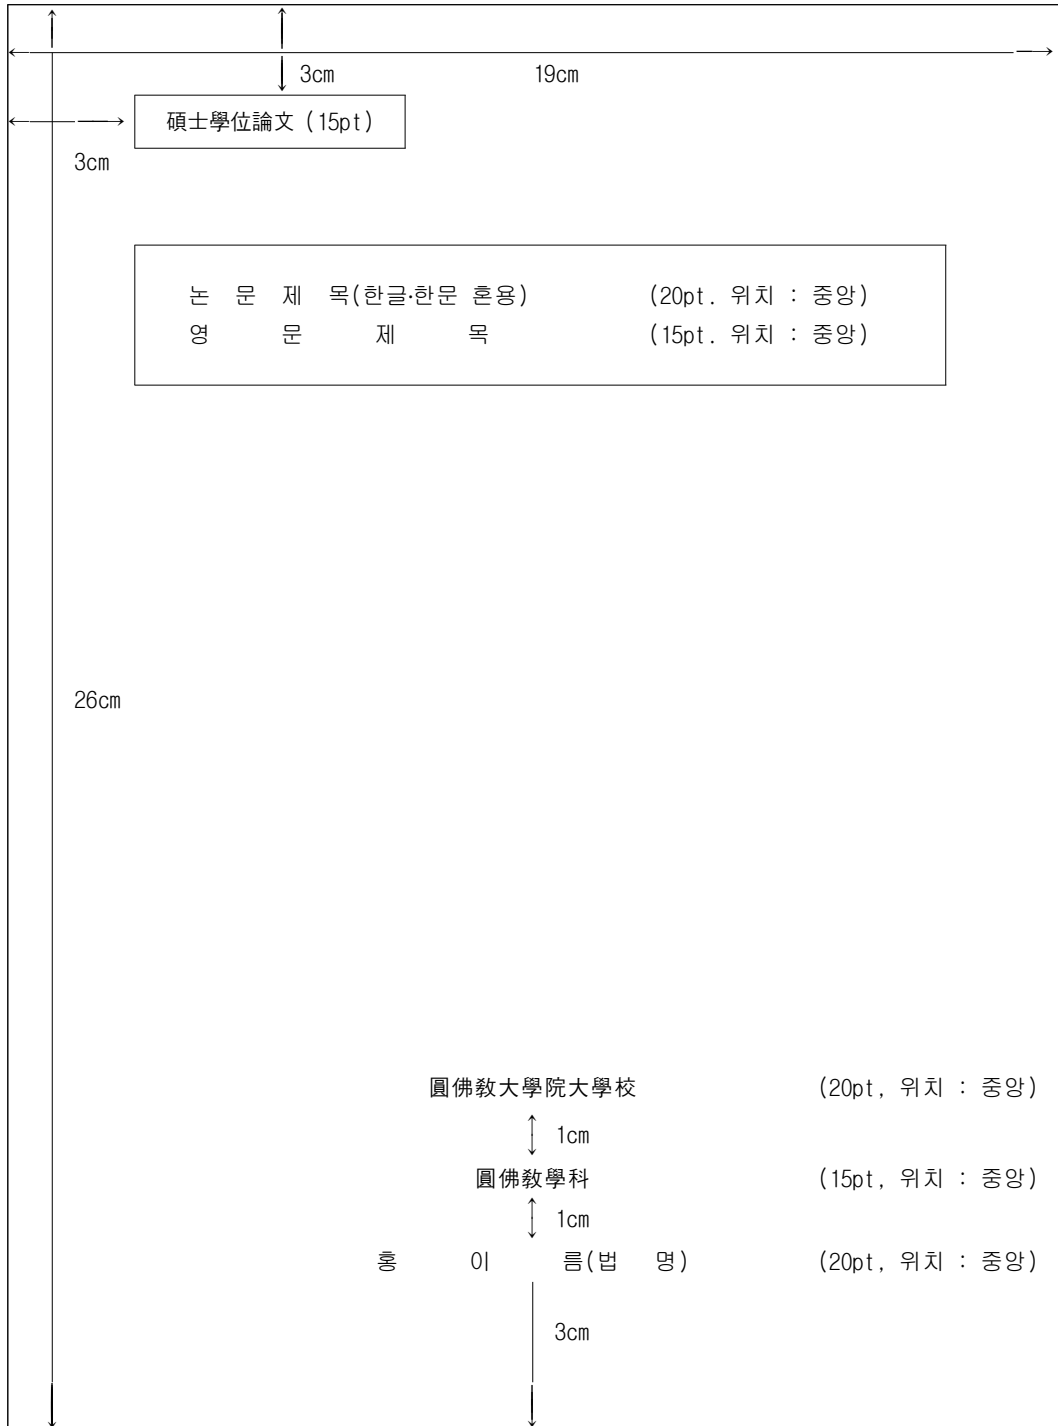 3cm 19cm
碩士學位論文 (15pt)
3cm
논 문 제 목(한글·한문 혼용) (20pt. 위치 : 중앙)
영 문 제 목 (15pt. 위치 : 중앙)
26cm
圓佛敎大學院大學校 (20pt, 위치 : 중앙)
1cm
圓佛敎學科 (15pt, 위치 : 중앙)
1cm
홍 이 름(법 명) (20pt, 위치 : 중앙)
3cm